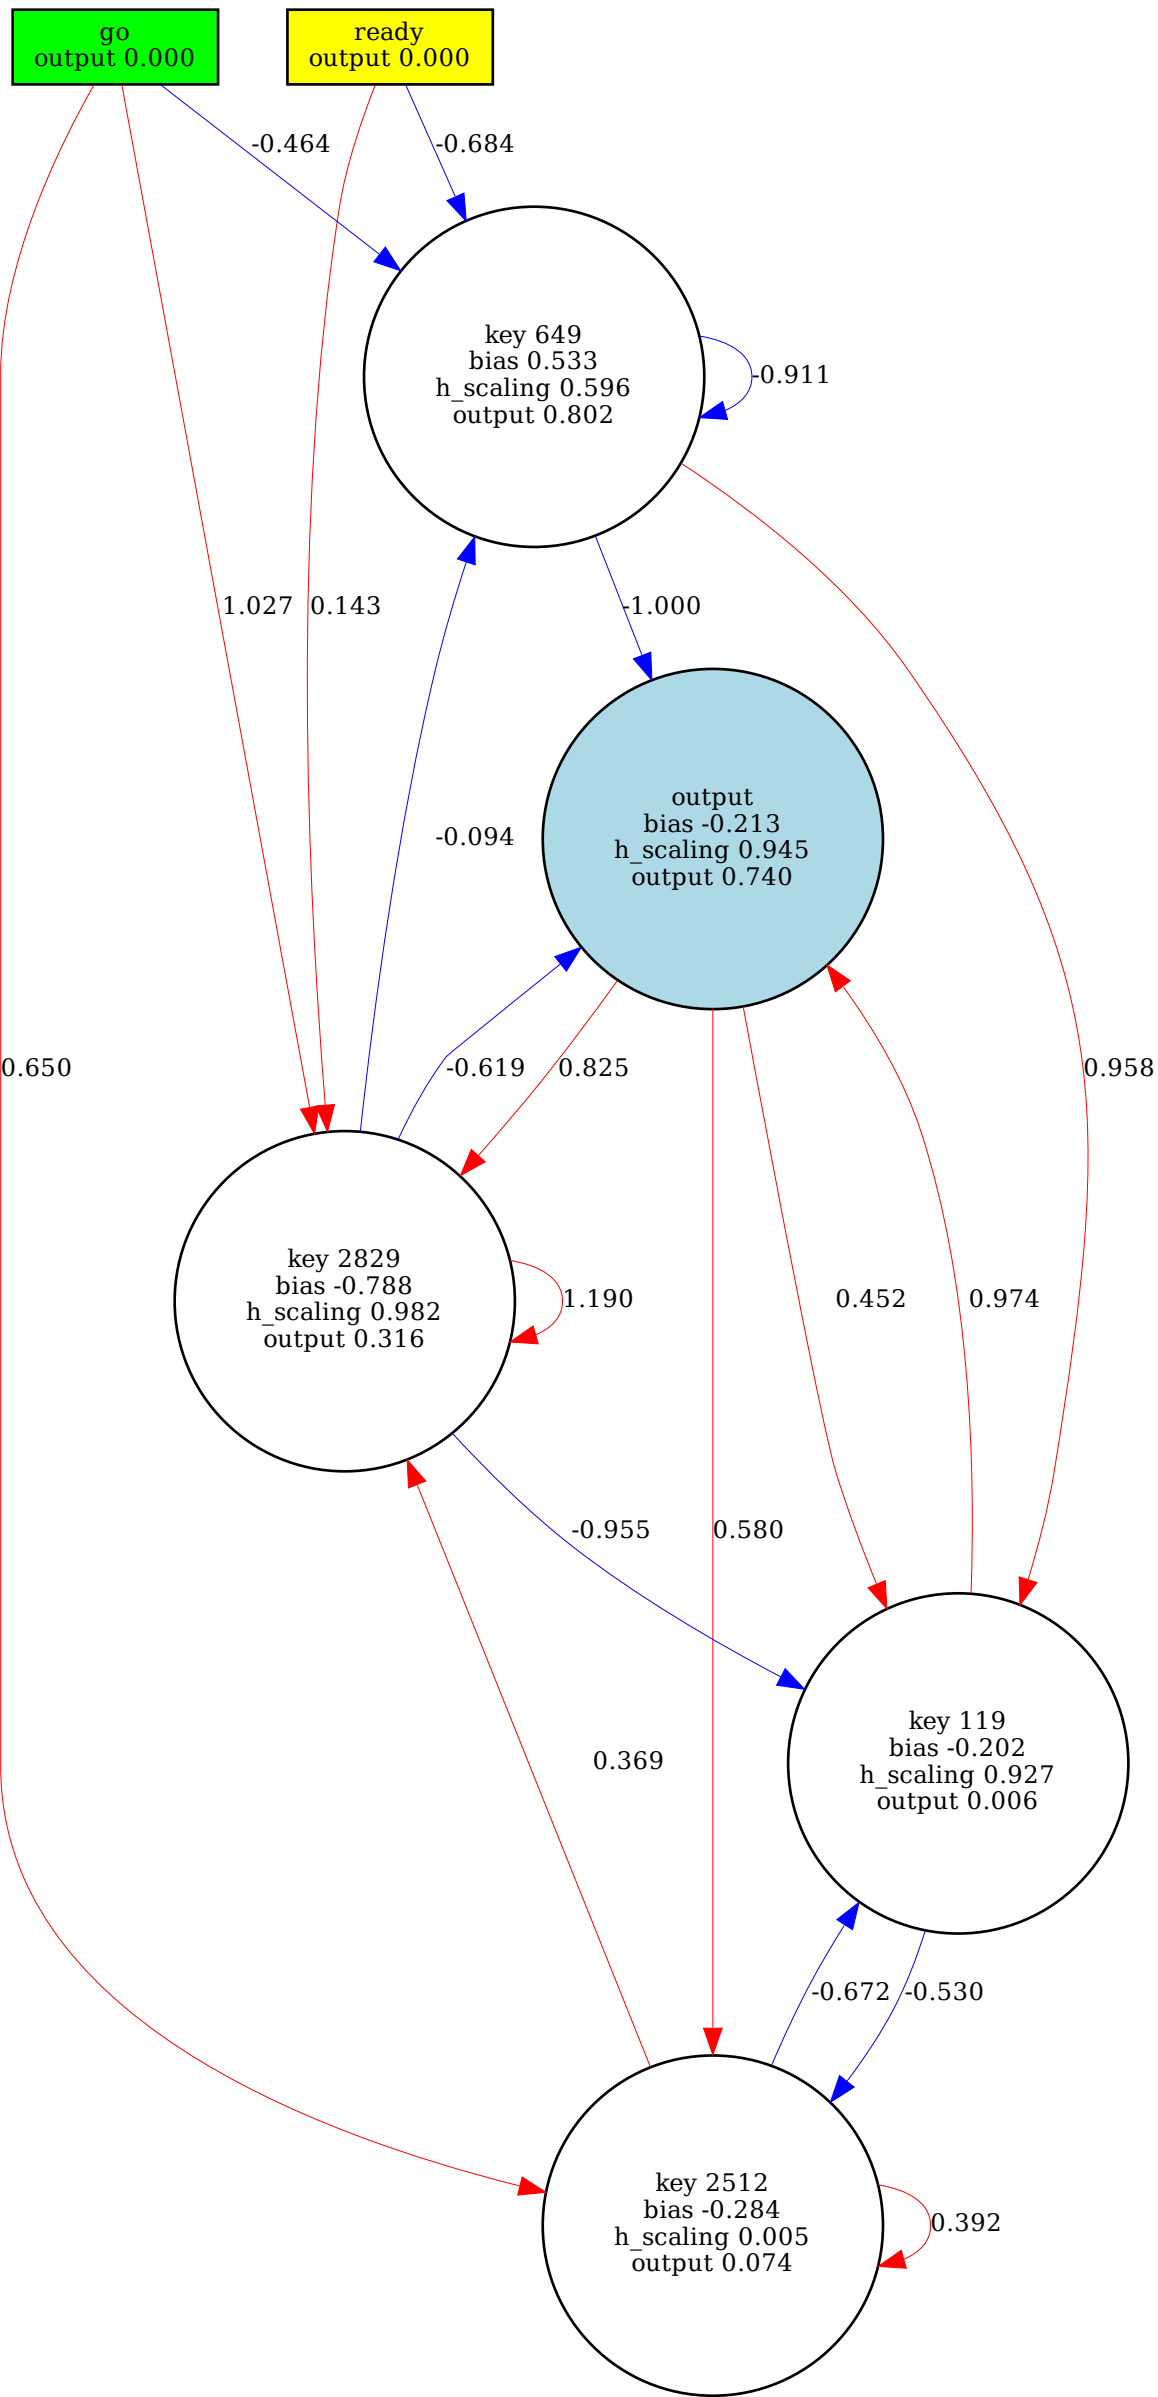 go
output 0.000
ready
output 0.000
-0.464
-0.684
key 649
bias 0.533
h_scaling 0.596
output 0.802
-0.911
1.027
0.143
-1.000
output
bias -0.213
h_scaling 0.945
output 0.740
-0.094
0.650
-0.619
0.825
0.958
key 2829
bias -0.788
h_scaling 0.982
output 0.316
1.190
0.452
0.974
-0.955
0.580
key 119
bias -0.202
h_scaling 0.927
output 0.006
0.369
-0.672
-0.530
key 2512
bias -0.284
h_scaling 0.005
output 0.074
0.392